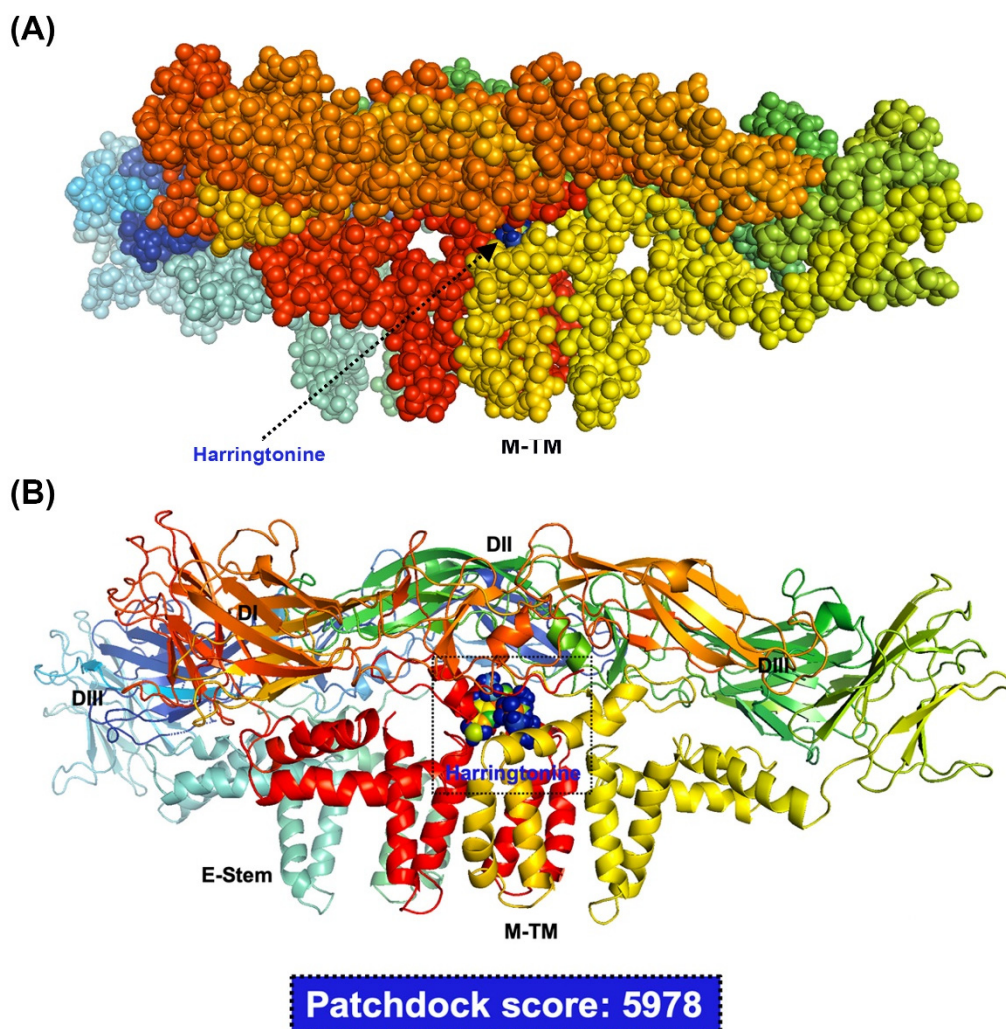 (A)
Harringtonine
M-TM
(B)
DII
DI
DIII
DIII
Harringtonine
E-Stem
M-TM
Patchdock score: 5978